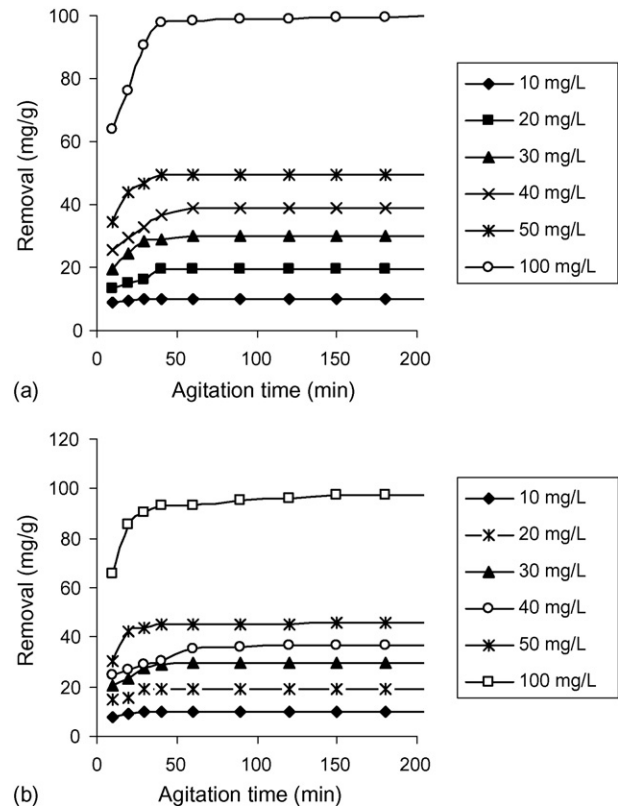 100
80
60
40
20
0
Removal (mg/g)
0 50 100 150 200
Agitation time (min)
(a)
10 mg/L
20 mg/L
30 mg/L
40 mg/L
50 mg/L
100 mg/L
120
100
80
60
40
20
0
Removal (mg/g)
0 50 100 150 200
Agitation time (min)
(b)
10 mg/L
20 mg/L
30 mg/L
40 mg/L
50 mg/L
100 mg/L